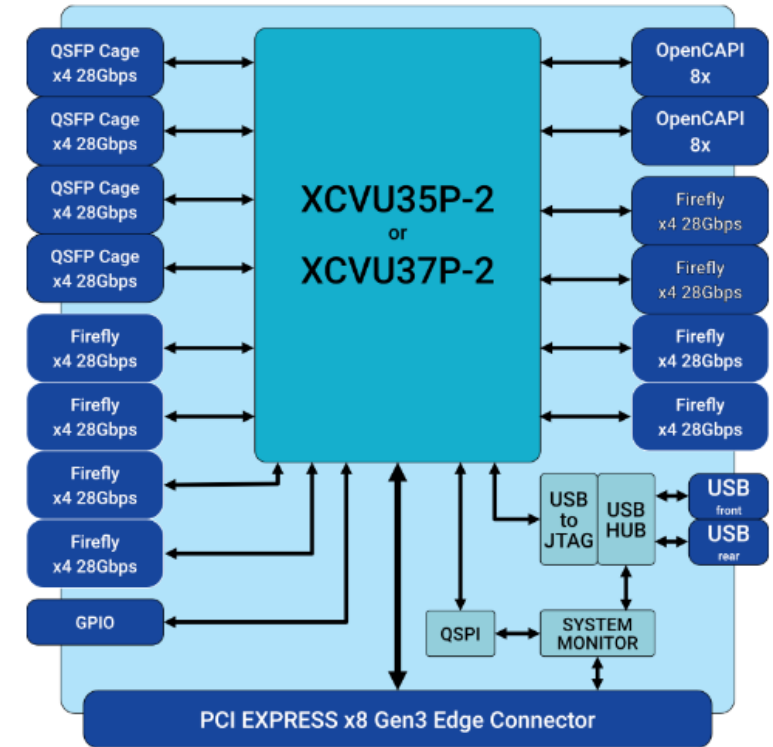 QSFP Cage
x4 28Gbps
QSFP Cage
x4 28Gbps
QSFP Cage
x4 28Gbps
QSFP Cage
x4 28Gbps
Firefly
x4 28Gbps
Firefly
x4 28Gbps
Firefly
x4 28Gbps
Firefly
x4 28Gbps
GPIO
XCVU35P-2
or
XCVU37P-2
OpenCAPI
8x
OpenCAPI
8x
Firefly
x4 28Gbps
Firefly
x4 28Gbps
Firefly
x4 28Gbps
Firefly
x4 28Gbps
USB
to
JTAG
USB
HUB
USB
front
USB
rear
QSPI
SYSTEM
MONITOR
PCI EXPRESS x8 Gen3 Edge Connector